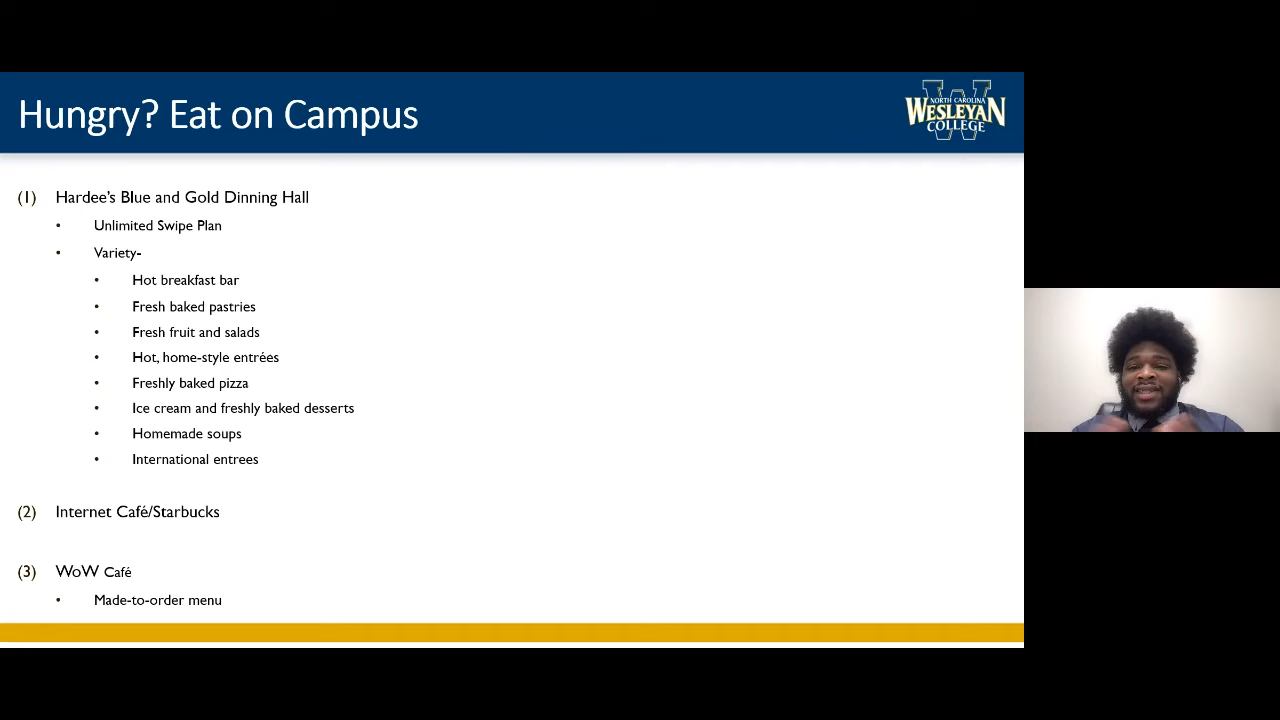 Hungry? Eat on Campus
NORTH CAROLINA
WESLEYAN
COLLEGE
(1) Hardee's Blue and Gold Dinning Hall
• Unlimited Swipe Plan
• Variety-
• Hot breakfast bar
• Fresh baked pastries
• Fresh fruit and salads
• Hot, home-style entrées
• Freshly baked pizza
• Ice cream and freshly baked desserts
• Homemade soups
• International entrees
(2) Internet Café/Starbucks
(3) WoW Café
• Made-to-order menu